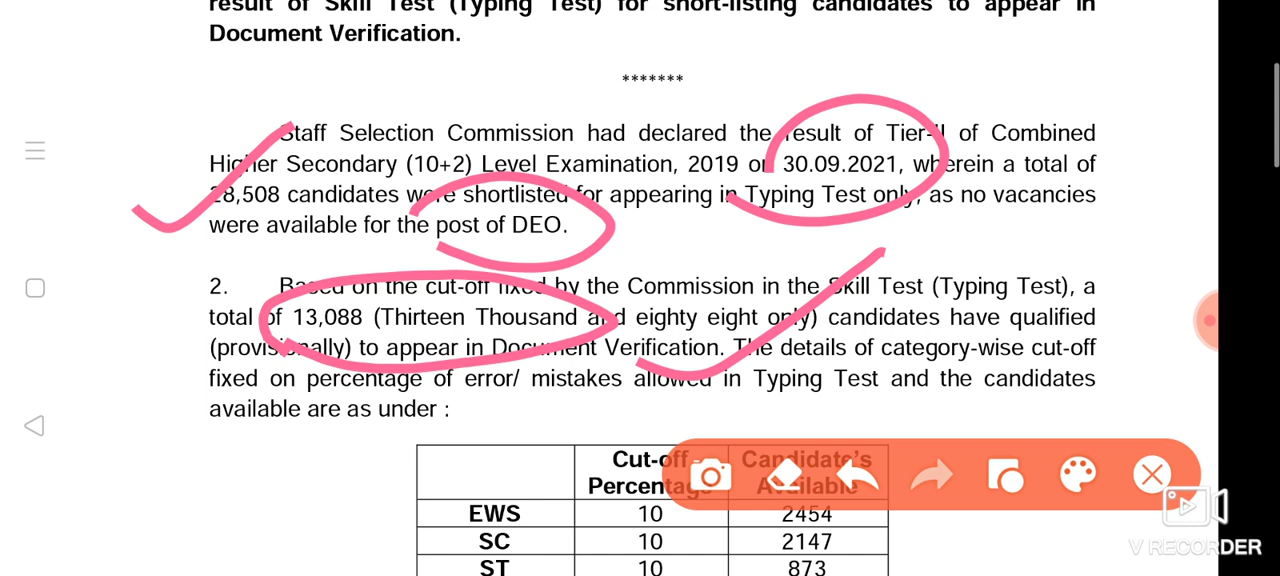 result of Skill Test (Typing Test) for short-listing candidates to appear in
Document Verification.
*******
Staff Selection Commission had declared the result of Tier-II of Combined
Higher Secondary (10+2) Level Examination, 2019 on 30.09.2021, wherein a total of
28,508 candidates were shortlisted for appearing in Typing Test only, as no vacancies
were available for the post of DEO.
2. Based on the cut-off fixed by the Commission in the Skill Test (Typing Test), a
total of 13,088 (Thirteen Thousand and eighty eight only) candidates have qualified
(provisionally) to appear in Document Verification. The details of category-wise cut-off
fixed on percentage of error/ mistakes allowed in Typing Test and the candidates
available are as under :
Cut-off Candidate's
Percentage Available
EWS 10 2454
SC 10 2147
ST 10 873
V RECORDER